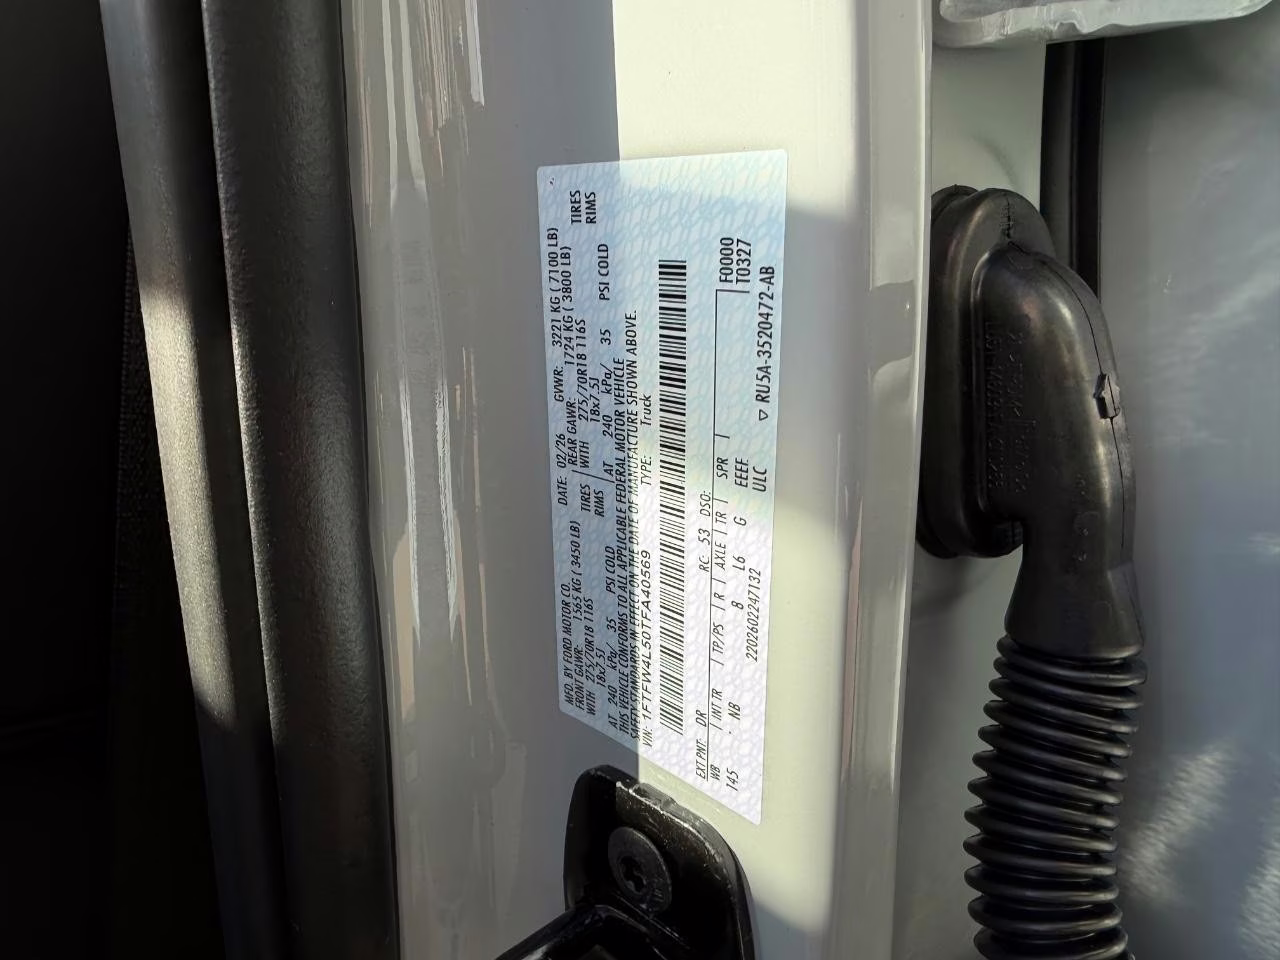 MFD. BY FORD MOTOR CO. DATE: 02/26 GVWR: 3221 KG ( 7100 LB)
FRONT GAWR: 1565 KG ( 3450 LB) REAR GAWR: 1724 KG ( 3800 LB)
WITH 275/70R18 116S TIRES WITH 275/70R18 116S TIRES
18x7.5J RIMS 18x7.5J RIMS
AT 240 kPa/ 35 PSI COLD AT 240 kPa/ 35 PSI COLD
THIS VEHICLE CONFORMS TO ALL APPLICABLE FEDERAL MOTOR VEHICLE
SAFETY STANDARDS IN EFFECT ON THE DATE OF MANUFACTURE SHOWN ABOVE.
VIN: 1FTFW4L50TFA40569 TYPE: Truck
EXT PNT: DR RC: 53 DSO: F0000
WB INT TR TP/PS R AXLE TR SPR T0327
145 NB 8 L6 G EEEE
2202602247132 ULC ▽ RU5A-3520472-AB